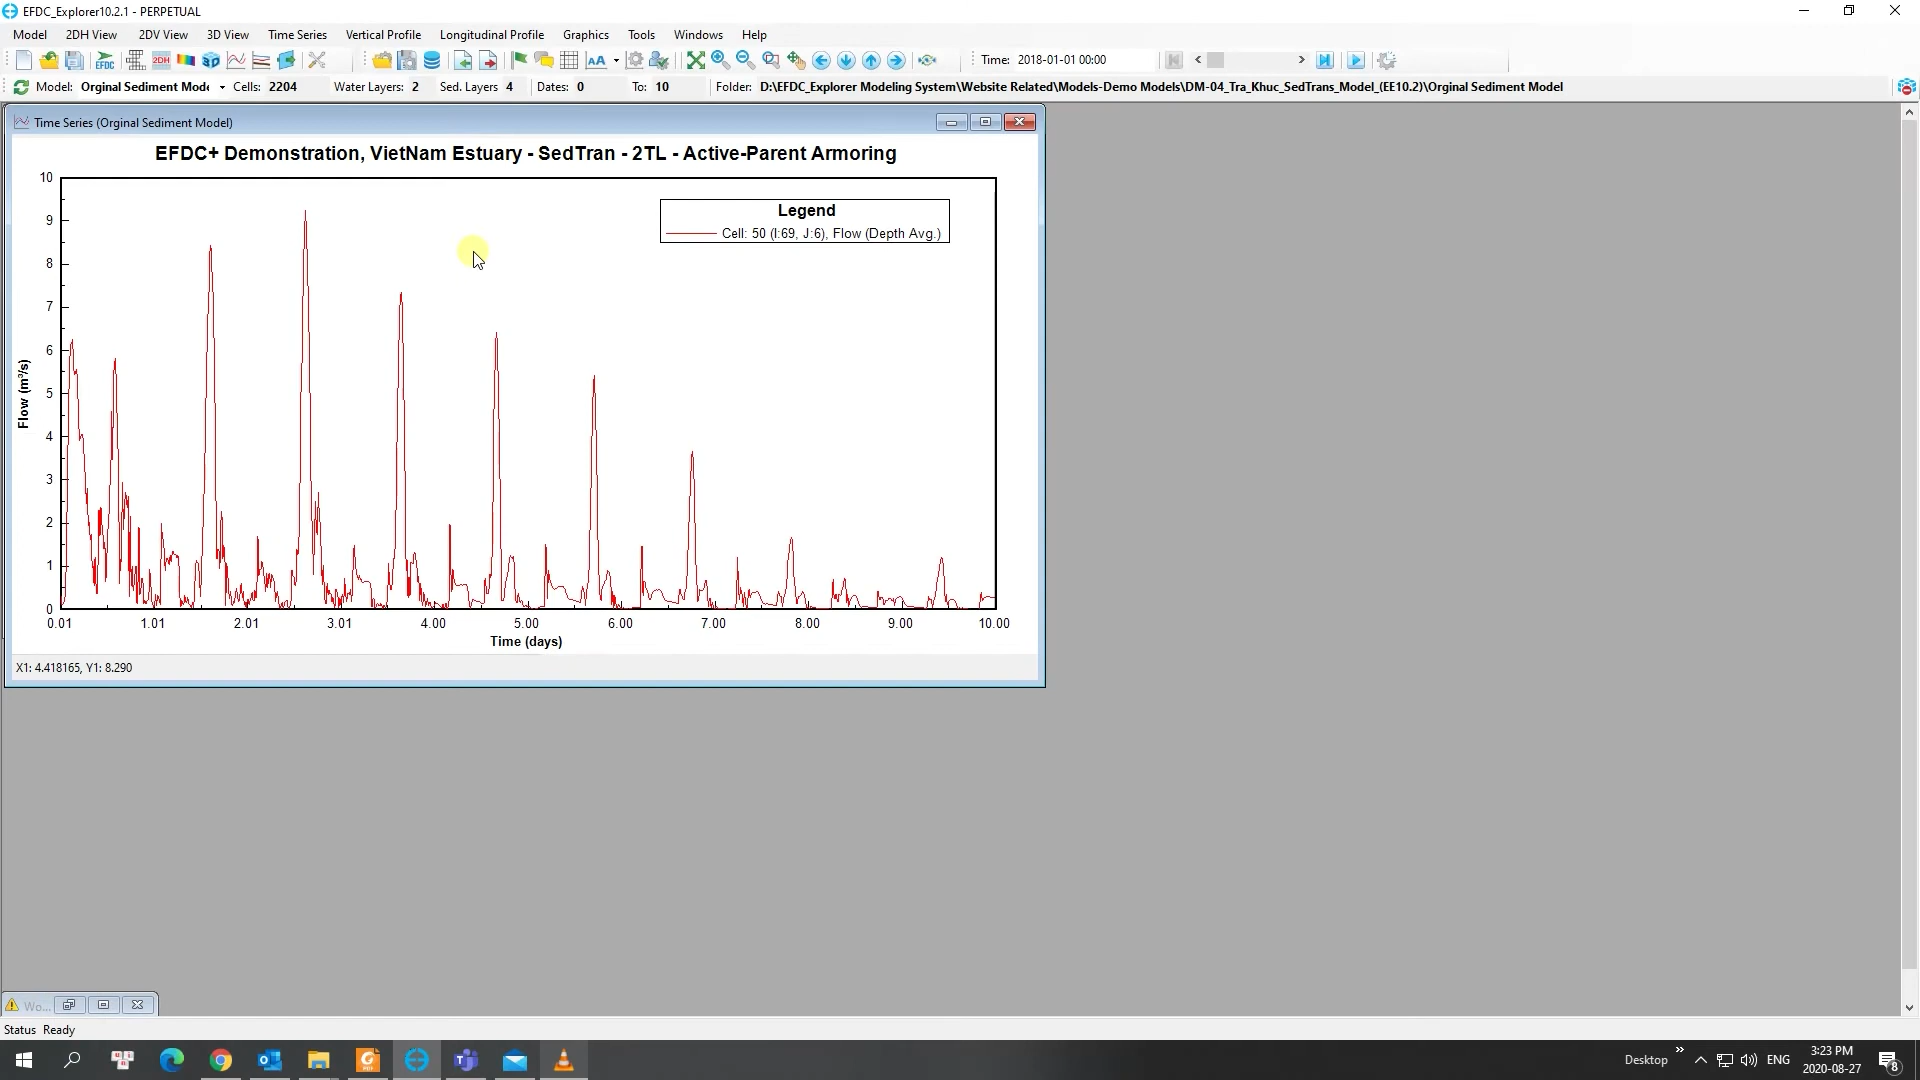 EFDC_Explorer10.2.1 - PERPETUAL
Model 2DH View 2DV View 3D View Time Series Vertical Profile Longitudinal Profile Graphics Tools Windows Help
EFDC 2DH 3D AA Time: 2018-01-01 00:00
Model: Orginal Sediment Mode Cells: 2204 Water Layers: 2 Sed. Layers 4 Dates: 0 To: 10 Folder: D:\EFDC_Explorer Modeling System\Website Related\Models-Demo Models\DM-04_Tra_Khuc_SedTrans_Model_(EE10.2)\Orginal Sediment Model
Time Series (Orginal Sediment Model)
EFDC+ Demonstration, VietNam Estuary - SedTran - 2TL - Active-Parent Armoring
10
9
8
7
6
5
4
3
2
1
0
Flow (m³/s)
Legend
Cell: 50 (I:69, J:6), Flow (Depth Avg.)
0.01 1.01 2.01 3.01 4.00 5.00 6.00 7.00 8.00 9.00 10.00
Time (days)
X1: 4.418165, Y1: 8.290
Wo...
Status Ready
Desktop ENG 3:23 PM
2020-08-27
8